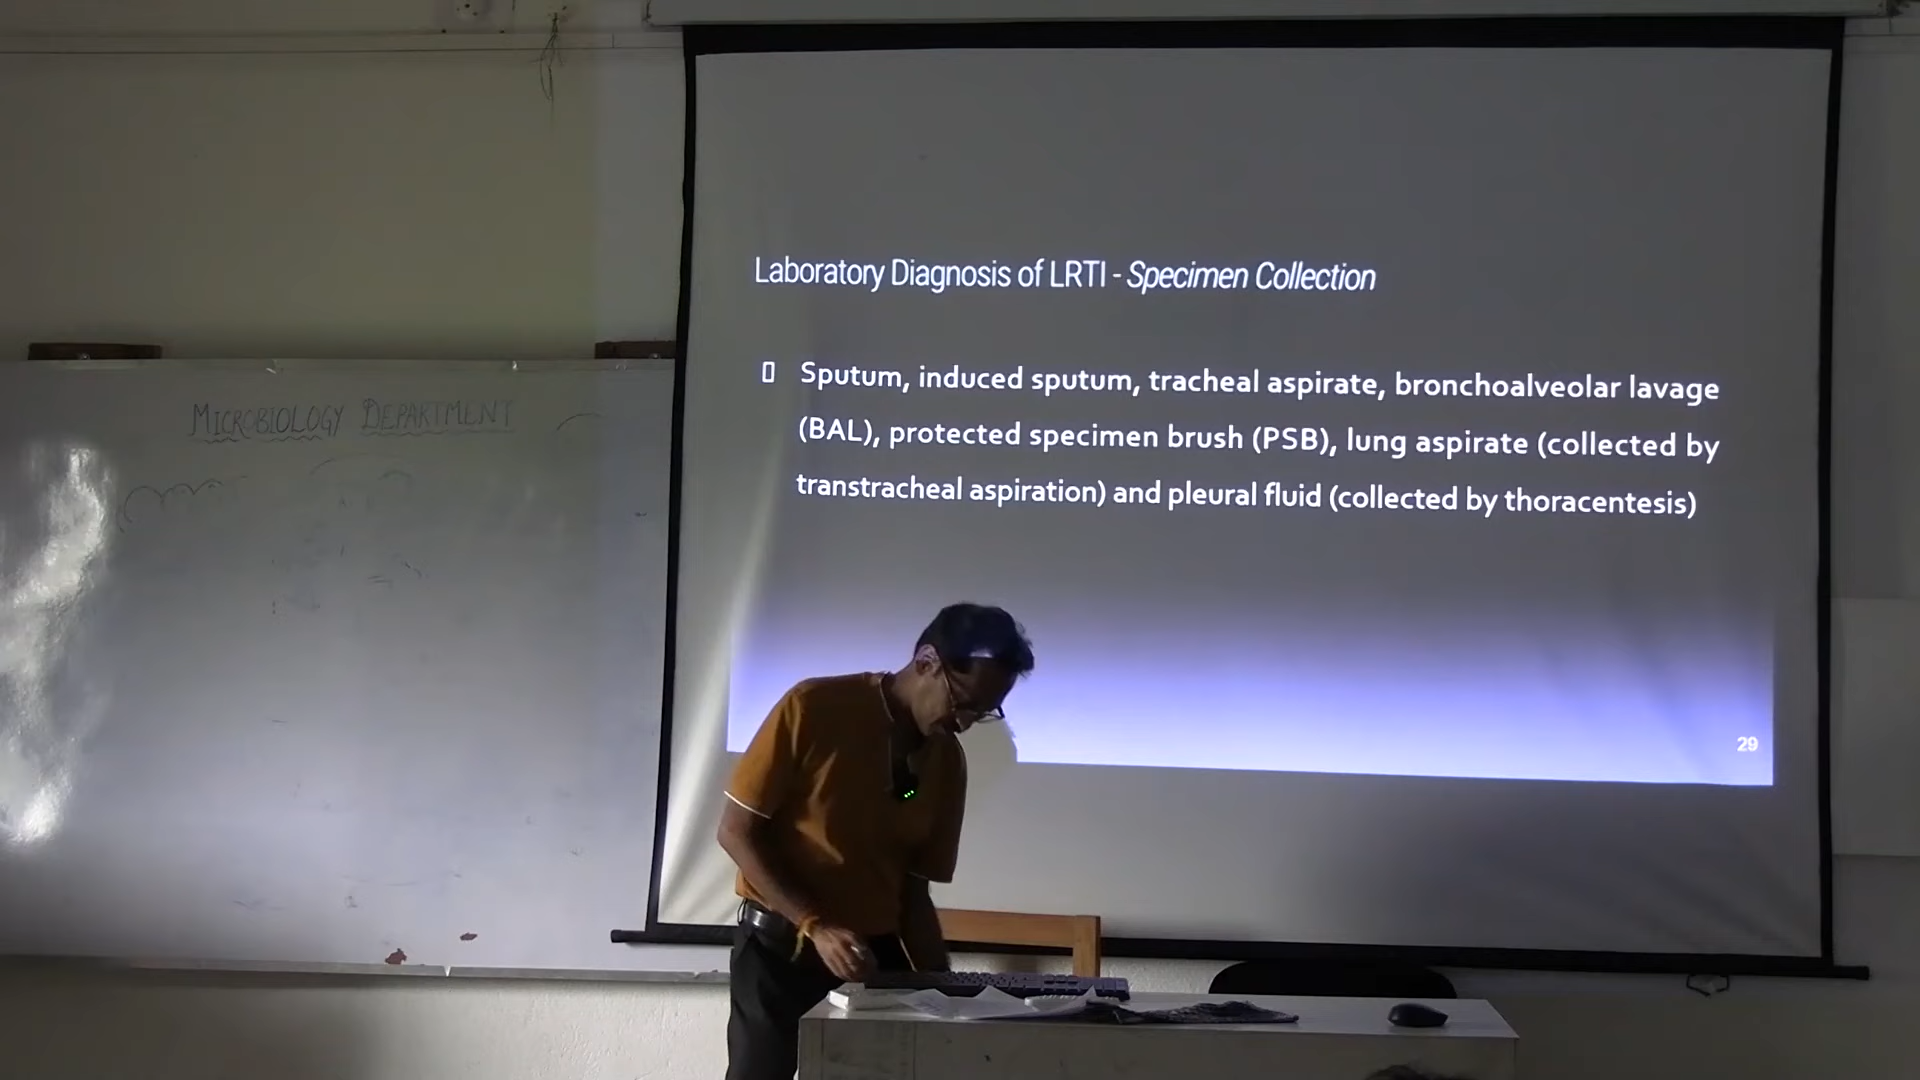 MICROBIOLOGY DEPARTMENT
Laboratory Diagnosis of LRTI - Specimen Collection
Sputum, induced sputum, tracheal aspirate, bronchoalveolar lavage
(BAL), protected specimen brush (PSB), lung aspirate (collected by
transtracheal aspiration) and pleural fluid (collected by thoracentesis)
29